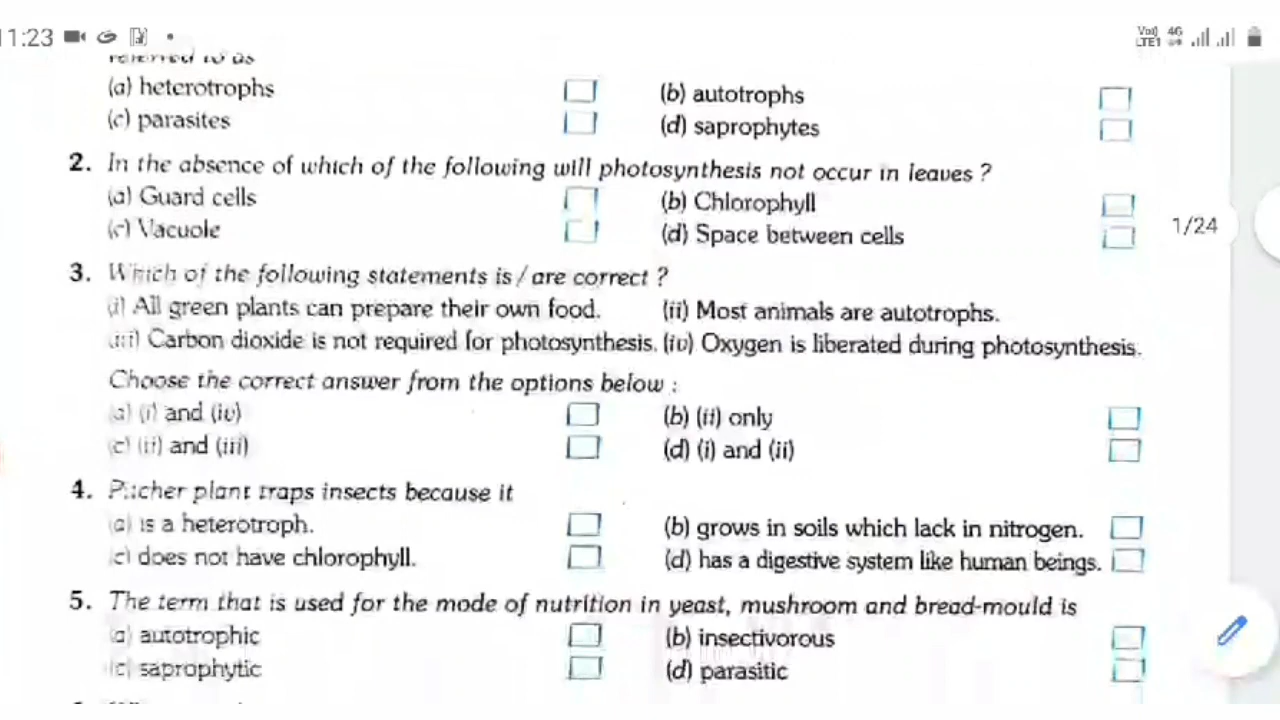 11:23 Vo) LTE1 4G
referred to as
(a) heterotrophs (b) autotrophs
(c) parasites (d) saprophytes
2. In the absence of which of the following will photosynthesis not occur in leaves ?
(a) Guard cells (b) Chlorophyll
(c) Vacuole (d) Space between cells
1/24
3. Which of the following statements is / are correct ?
(i) All green plants can prepare their own food. (ii) Most animals are autotrophs.
(iii) Carbon dioxide is not required for photosynthesis. (iv) Oxygen is liberated during photosynthesis.
Choose the correct answer from the options below :
(a) (i) and (iv) (b) (ii) only
(c) (ii) and (iii) (d) (i) and (ii)
4. Pitcher plant traps insects because it
(a) is a heterotroph. (b) grows in soils which lack in nitrogen.
(c) does not have chlorophyll. (d) has a digestive system like human beings.
5. The term that is used for the mode of nutrition in yeast, mushroom and bread-mould is
(a) autotrophic (b) insectivorous
(c) saprophytic (d) parasitic